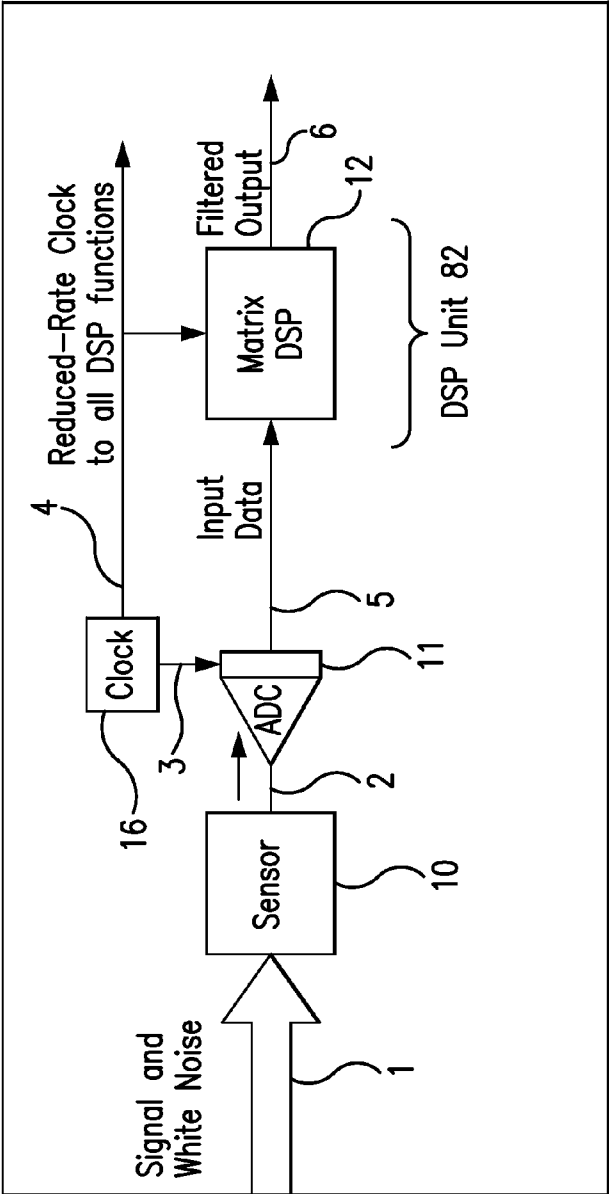 Signal and
White Noise
1
Sensor
10
2
16
Clock
3
4
ADC
11
5
Input
Data
Reduced-Rate Clock
to all DSP functions
Matrix
DSP
12
Filtered
Output
6
DSP Unit 82